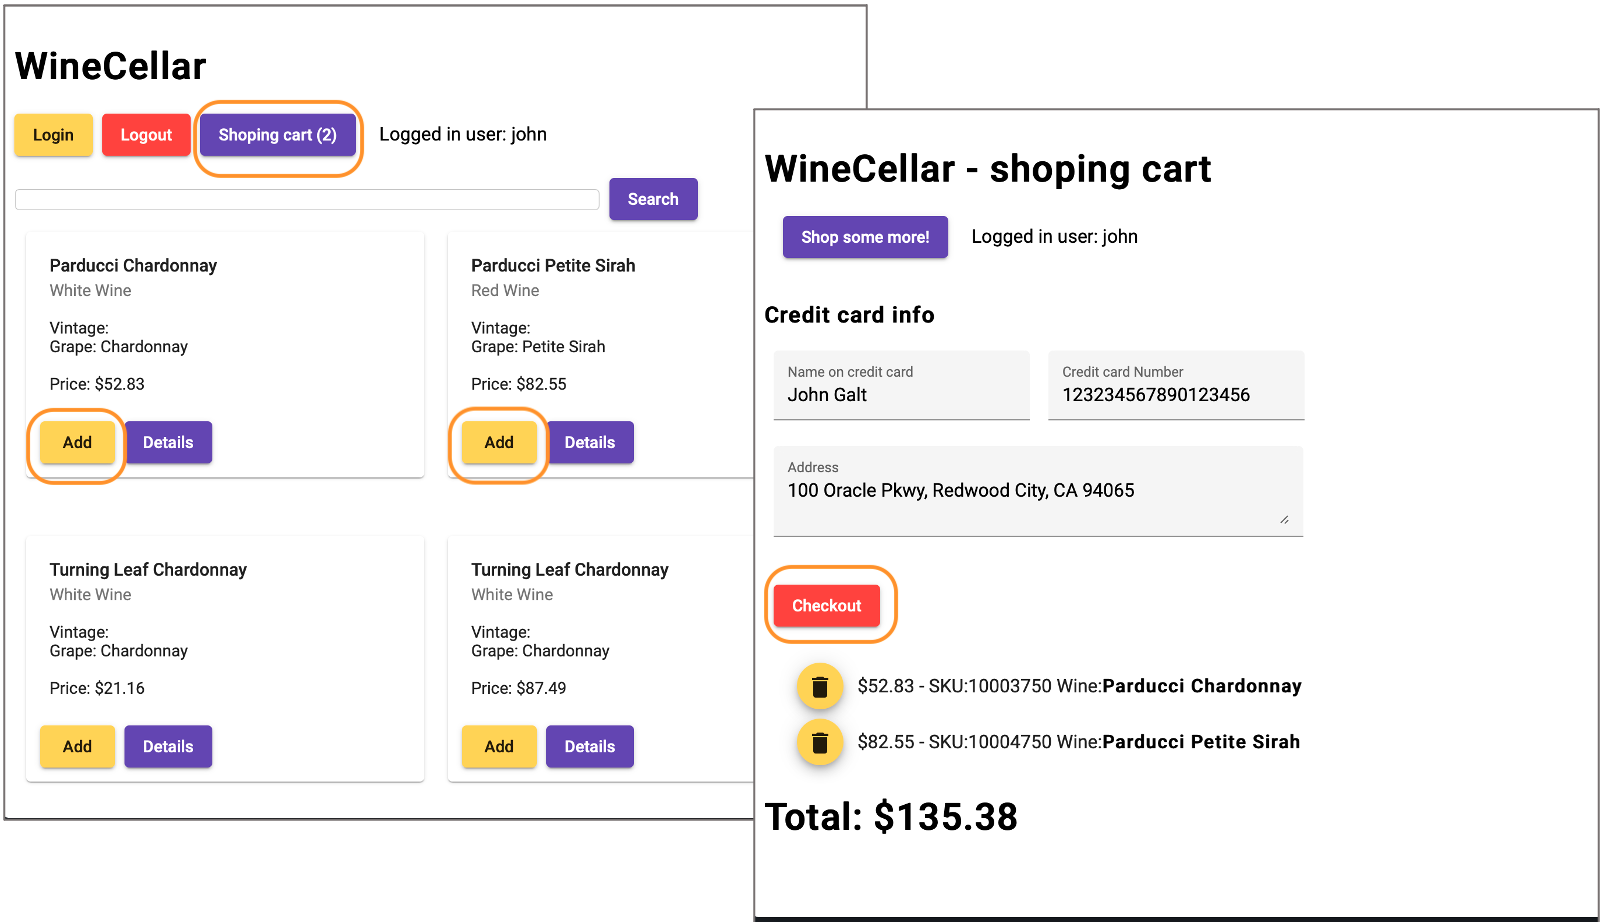 WineCellar
Login Logout Shoping cart (2) Logged in user: john
Search
Parducci Chardonnay
White Wine
Vintage:
Grape: Chardonnay
Price: $52.83
Add Details
Parducci Petite Sirah
Red Wine
Vintage:
Grape: Petite Sirah
Price: $82.55
Add Details
Turning Leaf Chardonnay
White Wine
Vintage:
Grape: Chardonnay
Price: $21.16
Add Details
Turning Leaf Chardonnay
White Wine
Vintage:
Grape: Chardonnay
Price: $87.49
Add Details
WineCellar - shoping cart
Shop some more! Logged in user: john
Credit card info
Name on credit card
John Galt
Credit card Number
123234567890123456
Address
100 Oracle Pkwy, Redwood City, CA 94065
Checkout
$52.83 - SKU:10003750 Wine:Parducci Chardonnay
$82.55 - SKU:10004750 Wine:Parducci Petite Sirah
Total: $135.38